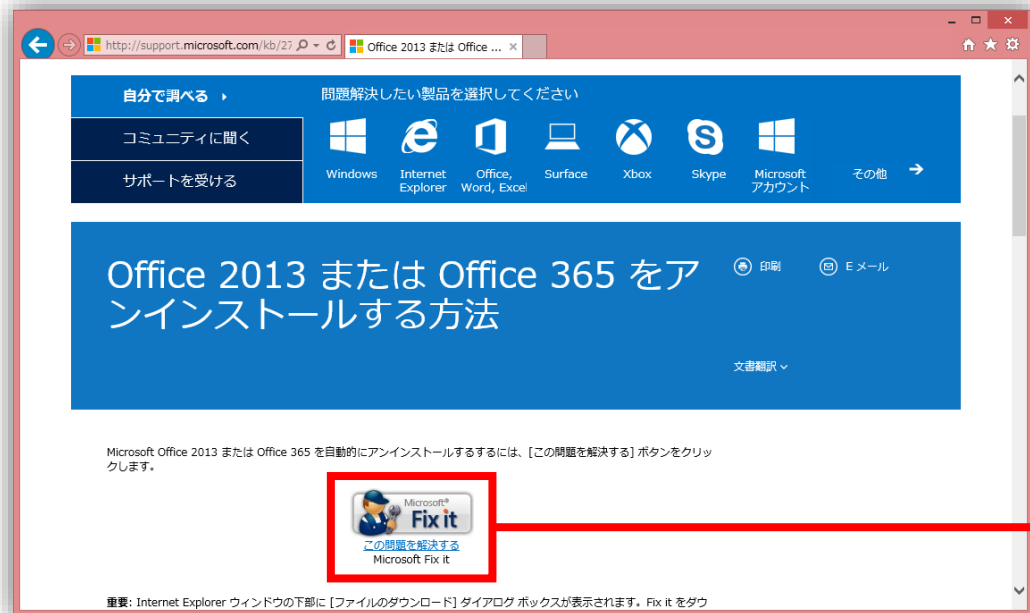 http://support.microsoft.com/kb/27
Office 2013 または Office ...
自分で調べる
問題解決したい製品を選択してください
コミュニティに聞く
サポートを受ける
Windows
Internet
Explorer
Office,
Word, Excel
Surface
Xbox
Skype
Microsoft
アカウント
その他
Office 2013 または Office 365 をア
ンインストールする方法
印刷
E メール
文書翻訳
Microsoft Office 2013 または Office 365 を自動的にアンインストールするするには、[この問題を解決する] ボタンをクリッ
クします。
Microsoft®
Fix it
この問題を解決する
Microsoft Fix it
重要: Internet Explorer ウィンドウの下部に [ファイルのダウンロード] ダイアログ ボックスが表示されます。Fix it をダウ